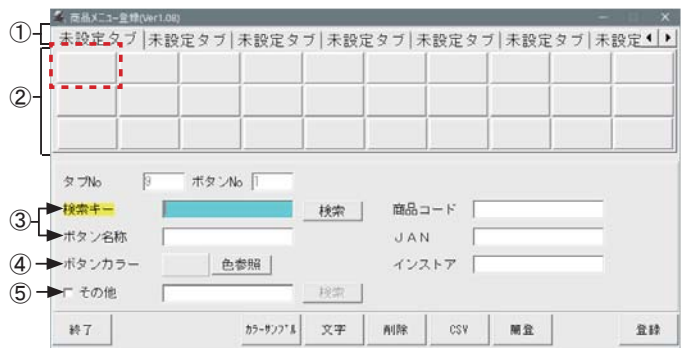 商品メニュー登録(Ver1.08)
① 未設定タブ 未設定タブ 未設定タブ 未設定タブ 未設定タブ 未設定タブ 未設定
②
タブNo 9 ボタンNo 1
③ 検索キー 検索 商品コード
ボタン名称 JAN
④ ボタンカラー 色参照 インストア
⑤ その他 検索
終了 カラーサンプル 文字 削除 CSV 簡登 登録